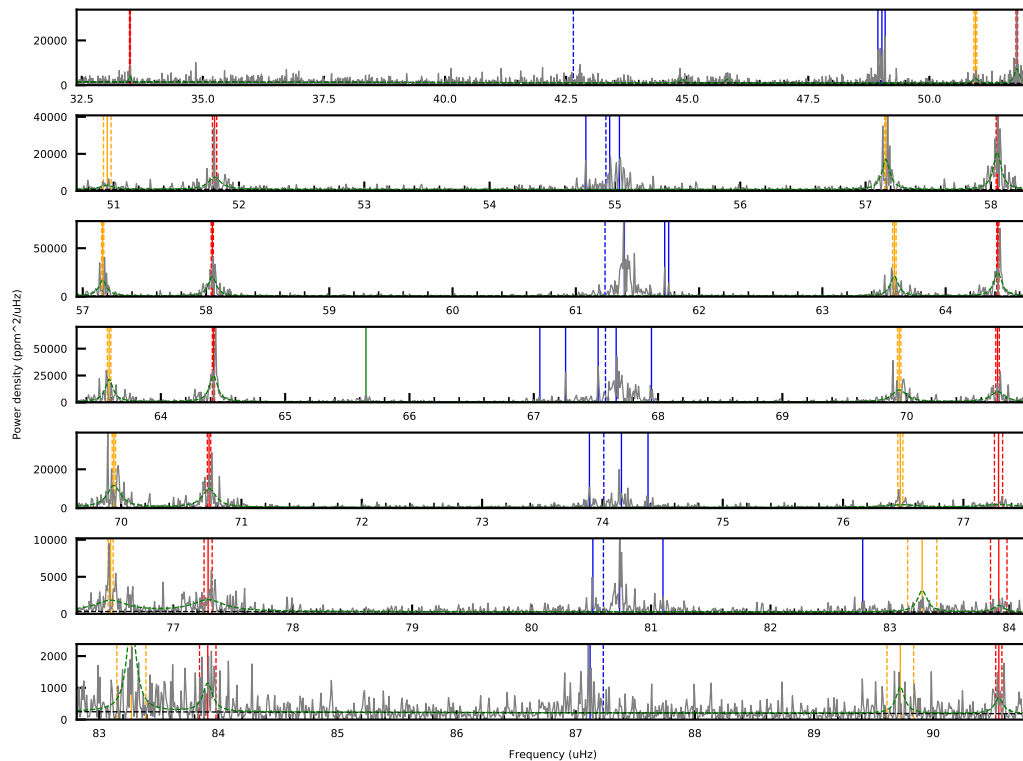 20000
0
32.5 35.0 37.5 40.0 42.5 45.0 47.5 50.0
40000
20000
0
51 52 53 54 55 56 57 58
50000
0
57 58 59 60 61 62 63 64
50000
25000
0
64 65 66 67 68 69 70
20000
0
70 71 72 73 74 75 76 77
10000
5000
0
77 78 79 80 81 82 83 84
2000
1000
0
83 84 85 86 87 88 89 90
Power density (ppm^2/uHz)
Frequency (uHz)